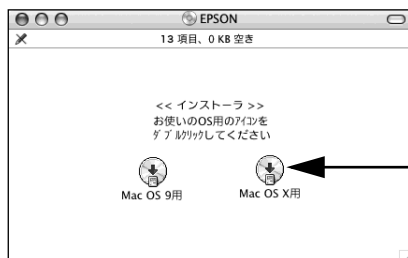 EPSON
13 項目、0 KB 空き
<< インストーラ >>
お使いのOS用のｱｲｺﾝを
ﾀﾞﾌﾞﾙｸﾘｯｸしてください
Mac OS 9用
Mac OS X用